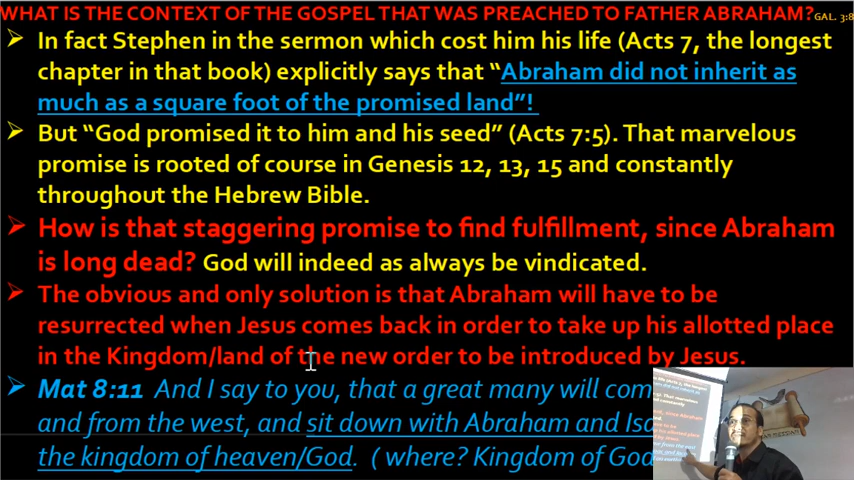 WHAT IS THE CONTEXT OF THE GOSPEL THAT WAS PREACHED TO FATHER ABRAHAM? GAL. 3:8
In fact Stephen in the sermon which cost him his life (Acts 7, the longest
chapter in that book) explicitly says that “Abraham did not inherit as
much as a square foot of the promised land”!
But “God promised it to him and his seed” (Acts 7:5). That marvelous
promise is rooted of course in Genesis 12, 13, 15 and constantly
throughout the Hebrew Bible.
How is that staggering promise to find fulfillment, since Abraham
is long dead? God will indeed as always be vindicated.
The obvious and only solution is that Abraham will have to be
resurrected when Jesus comes back in order to take up his allotted place
in the Kingdom/land of the new order to be introduced by Jesus.
Mat 8:11 And I say to you, that a great many will com
and from the west, and sit down with Abraham and Isa
the kingdom of heaven/God. ( where? Kingdom of God